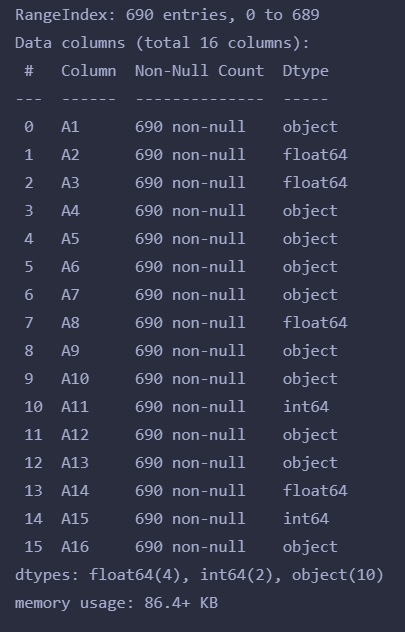 RangeIndex: 690 entries, 0 to 689
Data columns (total 16 columns):
 #   Column  Non-Null Count  Dtype
---  ------  --------------  -----
 0   A1      690 non-null    object
 1   A2      690 non-null    float64
 2   A3      690 non-null    float64
 3   A4      690 non-null    object
 4   A5      690 non-null    object
 5   A6      690 non-null    object
 6   A7      690 non-null    object
 7   A8      690 non-null    float64
 8   A9      690 non-null    object
 9   A10     690 non-null    object
 10  A11     690 non-null    int64
 11  A12     690 non-null    object
 12  A13     690 non-null    object
 13  A14     690 non-null    float64
 14  A15     690 non-null    int64
 15  A16     690 non-null    object
dtypes: float64(4), int64(2), object(10)
memory usage: 86.4+ KB